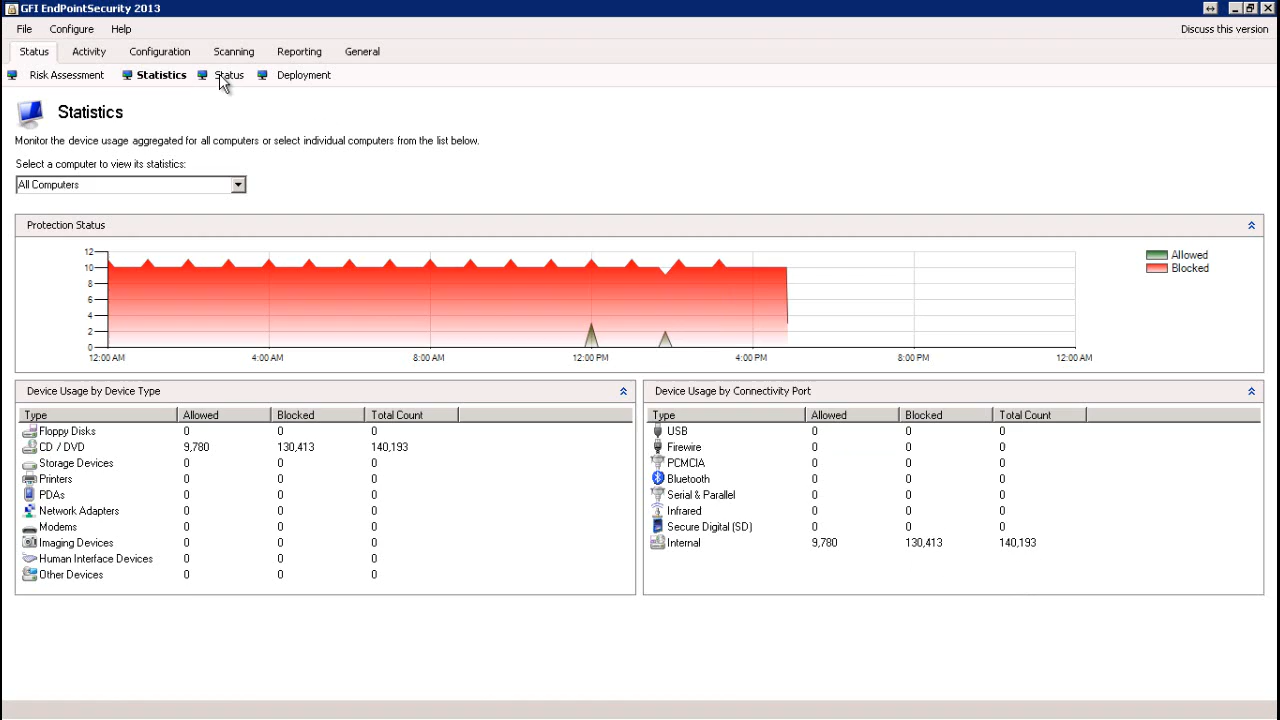 GFI EndPointSecurity 2013
File Configure Help Discuss this version
Status Activity Configuration Scanning Reporting General
Risk Assessment Statistics Status Deployment
Statistics
Monitor the device usage aggregated for all computers or select individual computers from the list below.
Select a computer to view its statistics:
All Computers
Protection Status
12
10
8
6
4
2
0
12:00 AM 4:00 AM 8:00 AM 12:00 PM 4:00 PM 8:00 PM 12:00 AM
Allowed
Blocked
Device Usage by Device Type
Type Allowed Blocked Total Count
Floppy Disks 0 0 0
CD / DVD 9,780 130,413 140,193
Storage Devices 0 0 0
Printers 0 0 0
PDAs 0 0 0
Network Adapters 0 0 0
Modems 0 0 0
Imaging Devices 0 0 0
Human Interface Devices 0 0 0
Other Devices 0 0 0
Device Usage by Connectivity Port
Type Allowed Blocked Total Count
USB 0 0 0
Firewire 0 0 0
PCMCIA 0 0 0
Bluetooth 0 0 0
Serial & Parallel 0 0 0
Infrared 0 0 0
Secure Digital (SD) 0 0 0
Internal 9,780 130,413 140,193